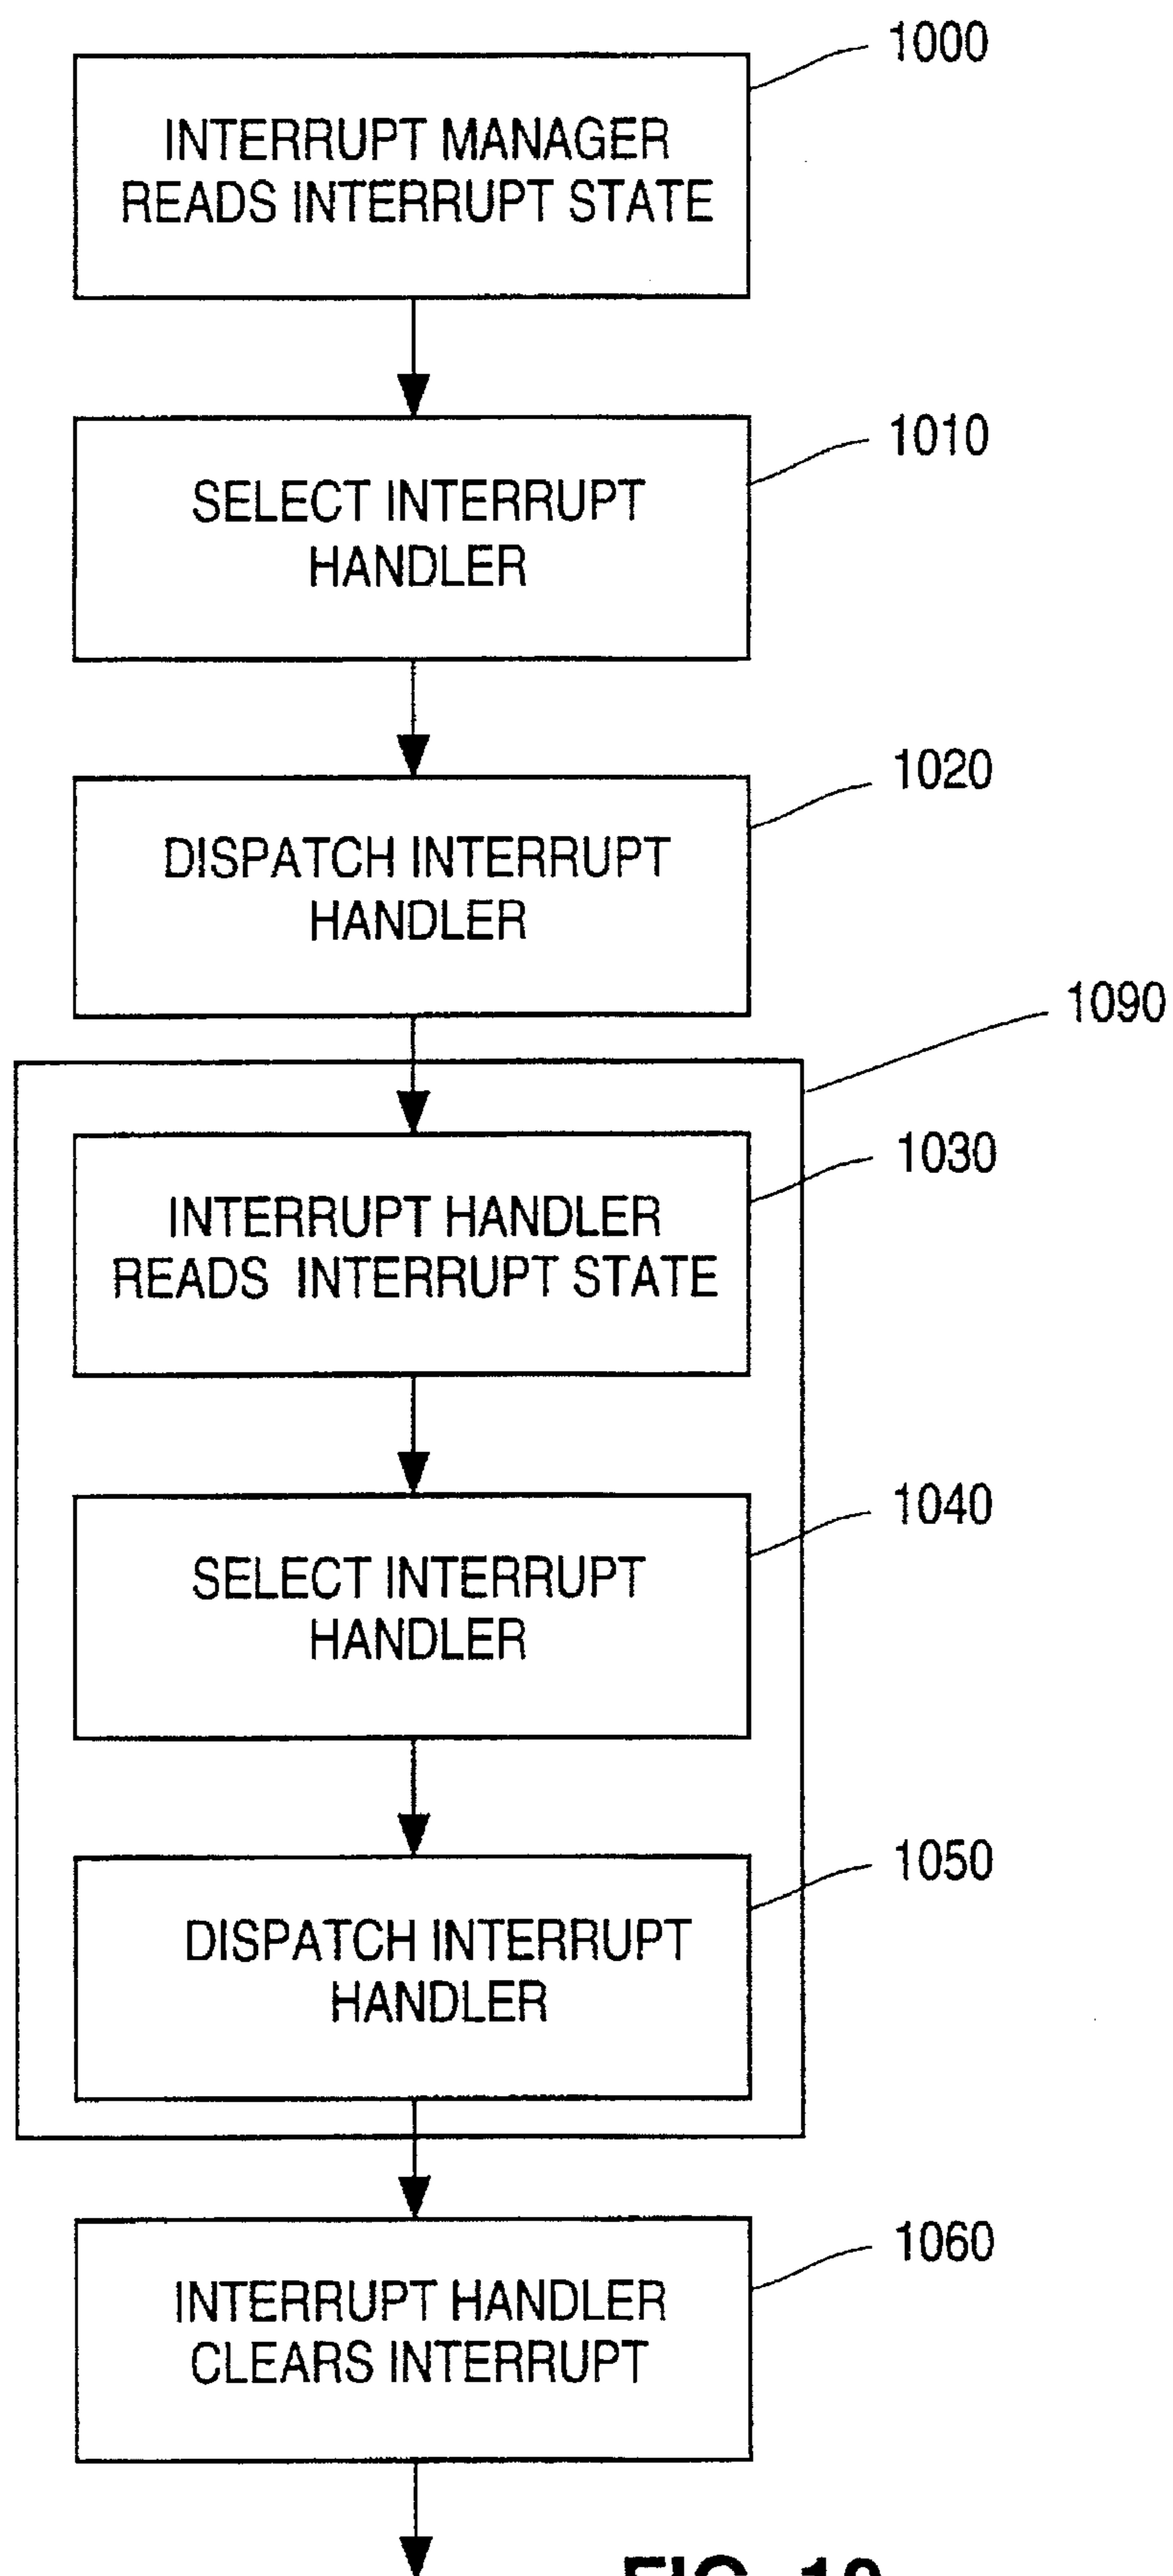 1000
INTERRUPT MANAGER
READS INTERRUPT STATE
1010
SELECT INTERRUPT
HANDLER
1020
DISPATCH INTERRUPT
HANDLER
1090
1030
INTERRUPT HANDLER
READS INTERRUPT STATE
1040
SELECT INTERRUPT
HANDLER
1050
DISPATCH INTERRUPT
HANDLER
1060
INTERRUPT HANDLER
CLEARS INTERRUPT
FIG.